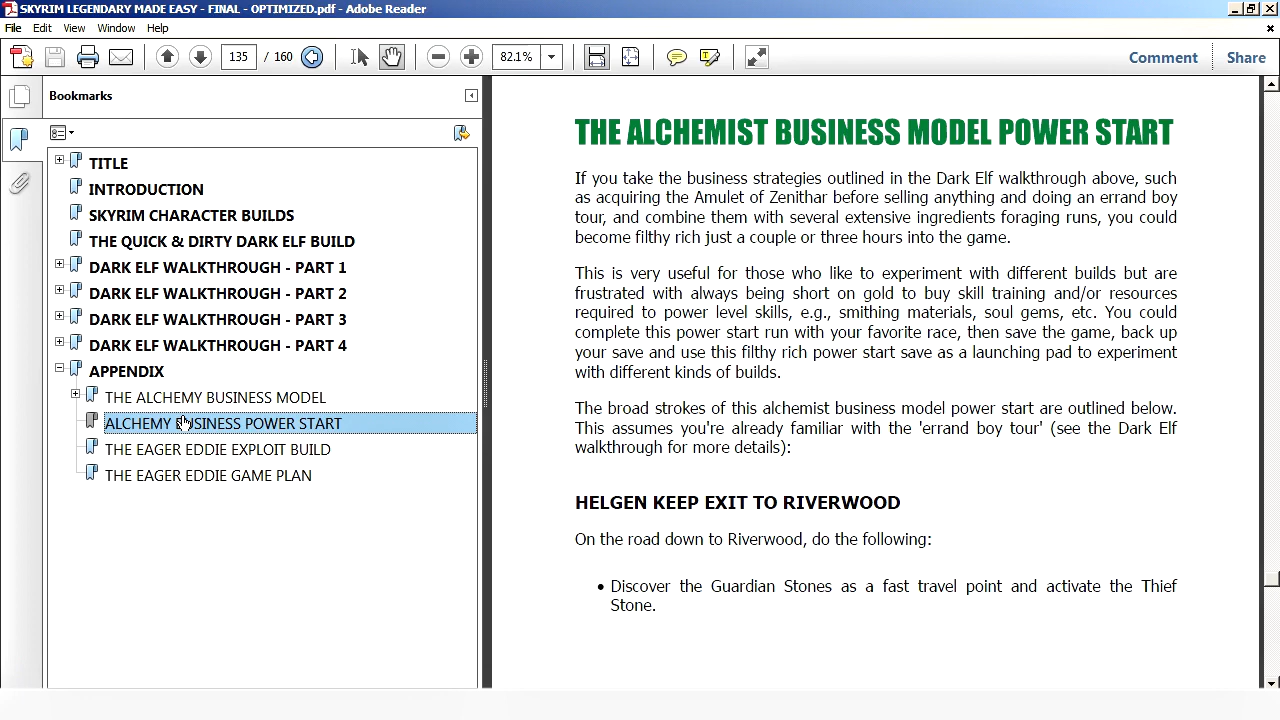 SKYRIM LEGENDARY MADE EASY - FINAL - OPTIMIZED.pdf - Adobe Reader
File Edit View Window Help
135 / 160 82.1% Comment Share
Bookmarks
TITLE
INTRODUCTION
SKYRIM CHARACTER BUILDS
THE QUICK & DIRTY DARK ELF BUILD
DARK ELF WALKTHROUGH - PART 1
DARK ELF WALKTHROUGH - PART 2
DARK ELF WALKTHROUGH - PART 3
DARK ELF WALKTHROUGH - PART 4
APPENDIX
THE ALCHEMY BUSINESS MODEL
ALCHEMY BUSINESS POWER START
THE EAGER EDDIE EXPLOIT BUILD
THE EAGER EDDIE GAME PLAN
THE ALCHEMIST BUSINESS MODEL POWER START
If you take the business strategies outlined in the Dark Elf walkthrough above, such
as acquiring the Amulet of Zenithar before selling anything and doing an errand boy
tour, and combine them with several extensive ingredients foraging runs, you could
become filthy rich just a couple or three hours into the game.
This is very useful for those who like to experiment with different builds but are
frustrated with always being short on gold to buy skill training and/or resources
required to power level skills, e.g., smithing materials, soul gems, etc. You could
complete this power start run with your favorite race, then save the game, back up
your save and use this filthy rich power start save as a launching pad to experiment
with different kinds of builds.
The broad strokes of this alchemist business model power start are outlined below.
This assumes you're already familiar with the 'errand boy tour' (see the Dark Elf
walkthrough for more details):
HELGEN KEEP EXIT TO RIVERWOOD
On the road down to Riverwood, do the following:
• Discover the Guardian Stones as a fast travel point and activate the Thief
Stone.